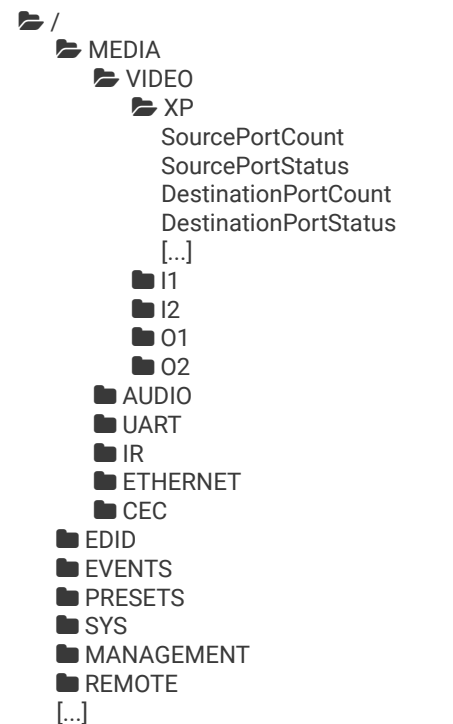 /
MEDIA
VIDEO
XP
SourcePortCount
SourcePortStatus
DestinationPortCount
DestinationPortStatus
[...]
I1
I2
O1
O2
AUDIO
UART
IR
ETHERNET
CEC
EDID
EVENTS
PRESETS
SYS
MANAGEMENT
REMOTE
[...]